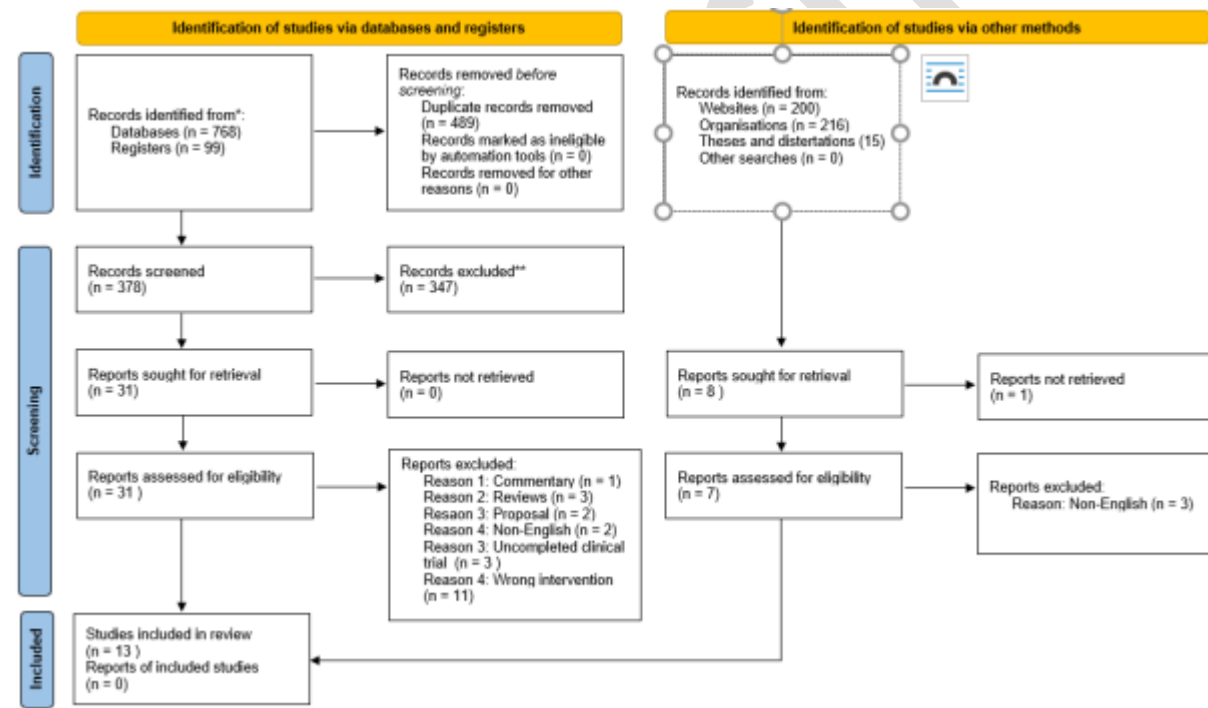 Identification of studies via databases and registers
Identification of studies via other methods
Identification
Records identified from*:
Databases (n = 768)
Registers (n = 99)
Records removed before
screening:
Duplicate records removed
(n = 489)
Records marked as ineligible
by automation tools (n = 0)
Records removed for other
reasons (n = 0)
Records identified from:
Websites (n = 200)
Organisations (n = 216)
Theses and distertations (15)
Other searches (n = 0)
Screening
Records screened
(n = 378)
Records excluded**
(n = 347)
Reports sought for retrieval
(n = 31)
Reports not retrieved
(n = 0)
Reports sought for retrieval
(n = 8 )
Reports not retrieved
(n = 1)
Reports assessed for eligibility
(n = 31 )
Reports excluded:
Reason 1: Commentary (n = 1)
Reason 2: Reviews (n = 3)
Resaon 3: Proposal (n = 2)
Reason 4: Non-English (n = 2)
Reason 3: Uncompleted clinical
trial (n = 3 )
Reason 4: Wrong intervention
(n = 11)
Reports assessed for eligibility
(n = 7)
Reports excluded:
Reason: Non-English (n = 3)
Included
Studies included in review
(n = 13 )
Reports of included studies
(n = 0)